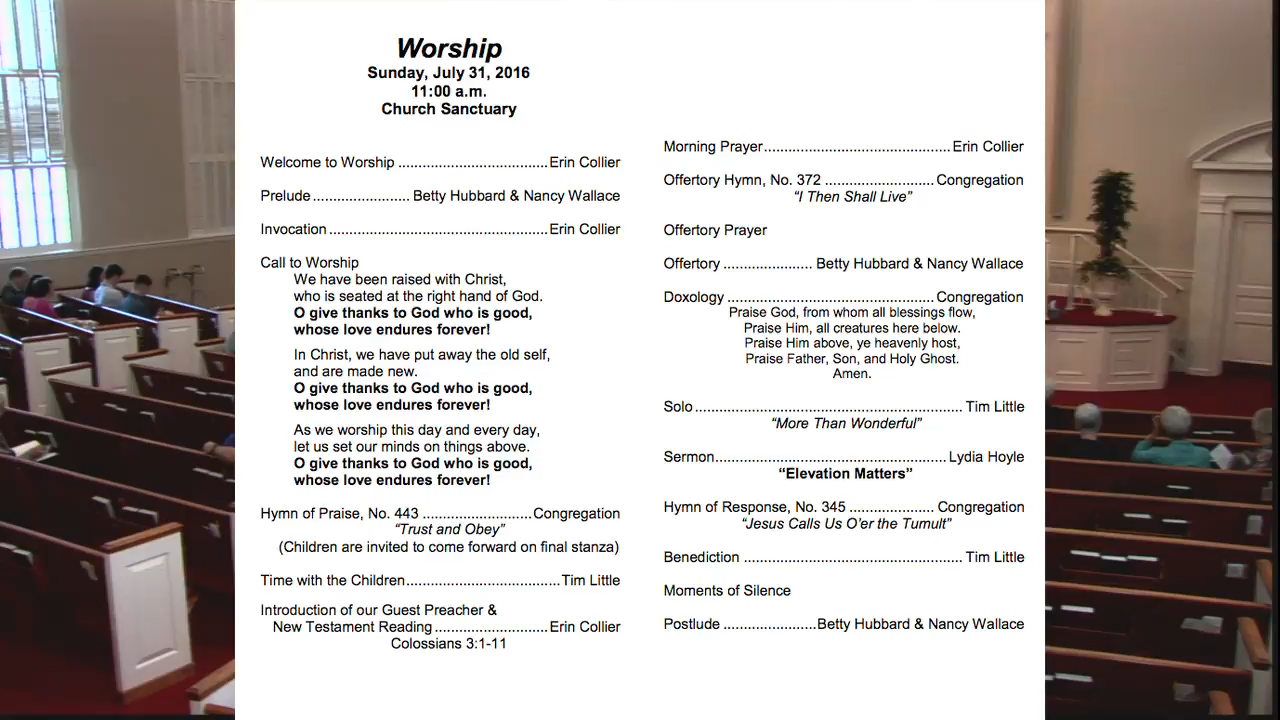 Worship
Sunday, July 31, 2016
11:00 a.m.
Church Sanctuary
Welcome to Worship ....................................Erin Collier
Prelude........................ Betty Hubbard & Nancy Wallace
Invocation.....................................................Erin Collier
Call to Worship
We have been raised with Christ,
who is seated at the right hand of God.
O give thanks to God who is good,
whose love endures forever!
In Christ, we have put away the old self,
and are made new.
O give thanks to God who is good,
whose love endures forever!
As we worship this day and every day,
let us set our minds on things above.
O give thanks to God who is good,
whose love endures forever!
Hymn of Praise, No. 443 ...........................Congregation
“Trust and Obey”
(Children are invited to come forward on final stanza)
Time with the Children.....................................Tim Little
Introduction of our Guest Preacher &
New Testament Reading...........................Erin Collier
Colossians 3:1-11
Morning Prayer.............................................Erin Collier
Offertory Hymn, No. 372 ..........................Congregation
“I Then Shall Live”
Offertory Prayer
Offertory ...................... Betty Hubbard & Nancy Wallace
Doxology ..................................................Congregation
Praise God, from whom all blessings flow,
Praise Him, all creatures here below.
Praise Him above, ye heavenly host,
Praise Father, Son, and Holy Ghost.
Amen.
Solo................................................................. Tim Little
“More Than Wonderful”
Sermon........................................................ Lydia Hoyle
“Elevation Matters”
Hymn of Response, No. 345 ..................... Congregation
“Jesus Calls Us O’er the Tumult”
Benediction ..................................................... Tim Little
Moments of Silence
Postlude .......................Betty Hubbard & Nancy Wallace